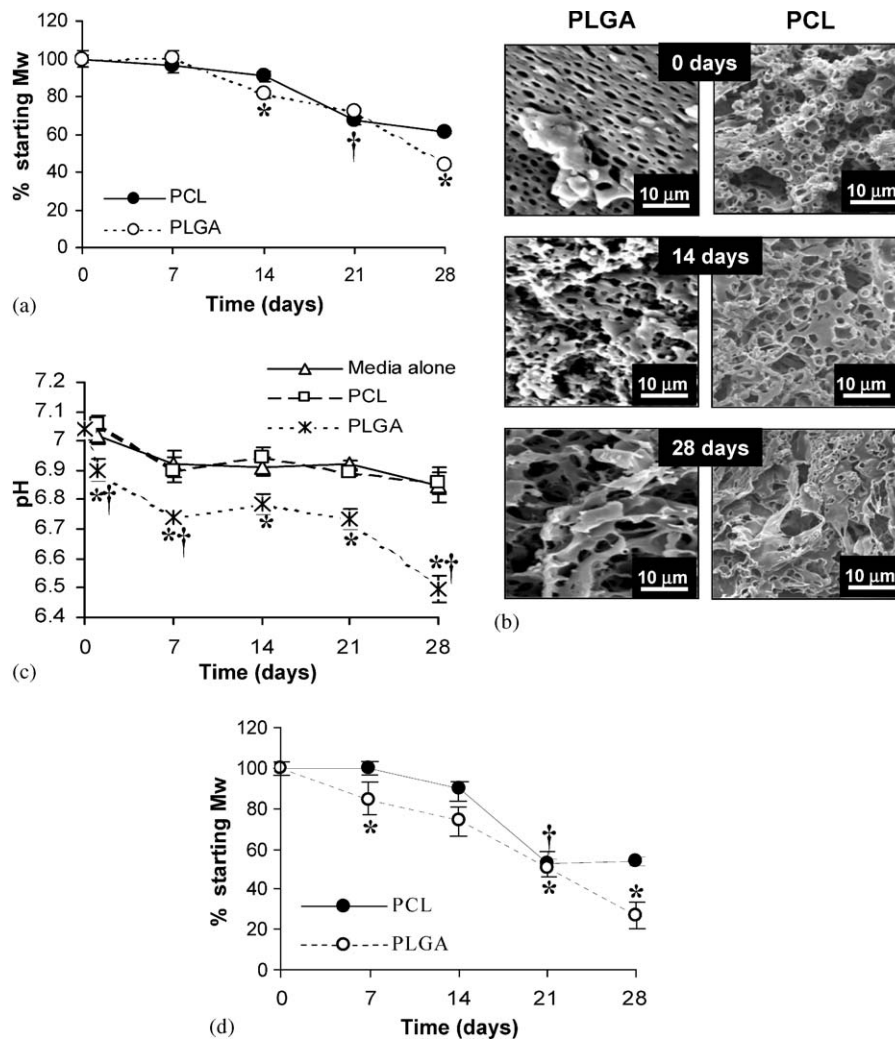 120
100
80
60
40
20
0
% starting Mw
*
†
*
PCL
PLGA
0 7 14 21 28
Time (days)
(a)
PLGA PCL
0 days
10 µm 10 µm
14 days
10 µm 10 µm
28 days
10 µm 10 µm
(b)
Media alone
PCL
PLGA
7.2
7.1
7
6.9
6.8
6.7
6.6
6.5
6.4
pH
*†
*†
*
*
*†
0 7 14 21 28
Time (days)
(c)
120
100
80
60
40
20
0
% starting Mw
*
†
*
*
PCL
PLGA
0 7 14 21 28
Time (days)
(d)